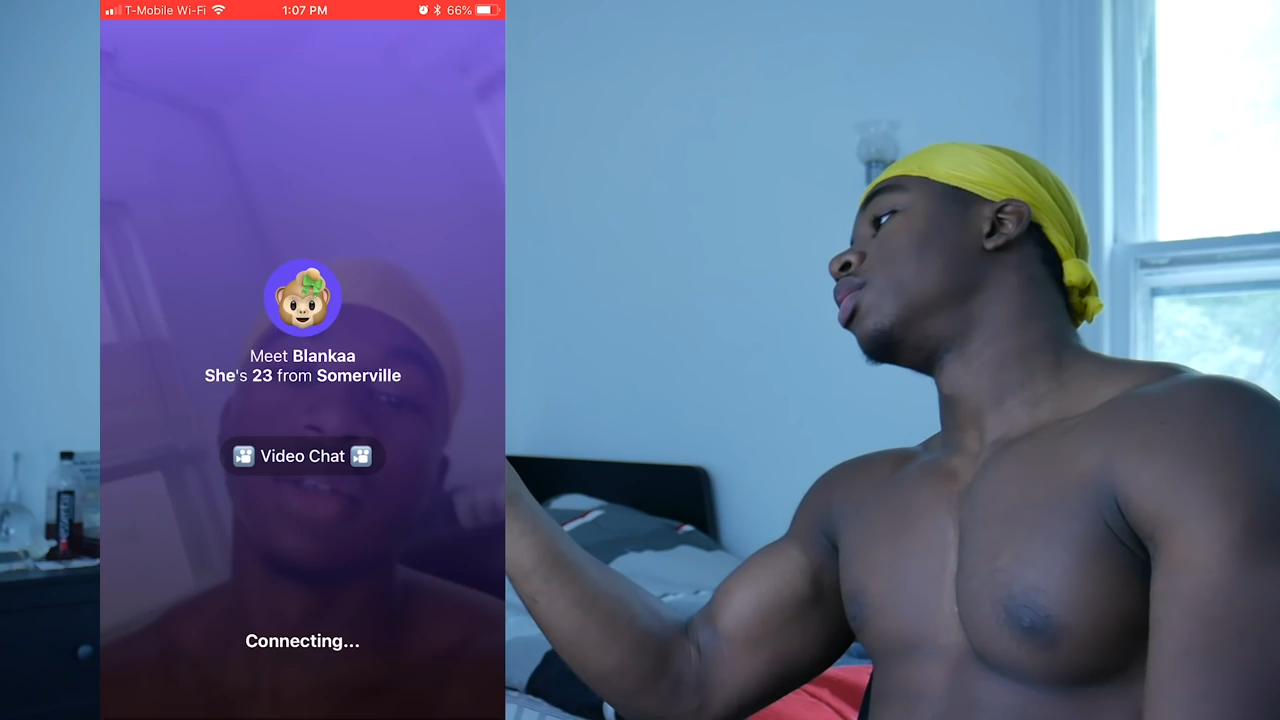 T-Mobile Wi-Fi 1:07 PM 66%
Meet Blankaa
She's 23 from Somerville
Video Chat
Connecting...